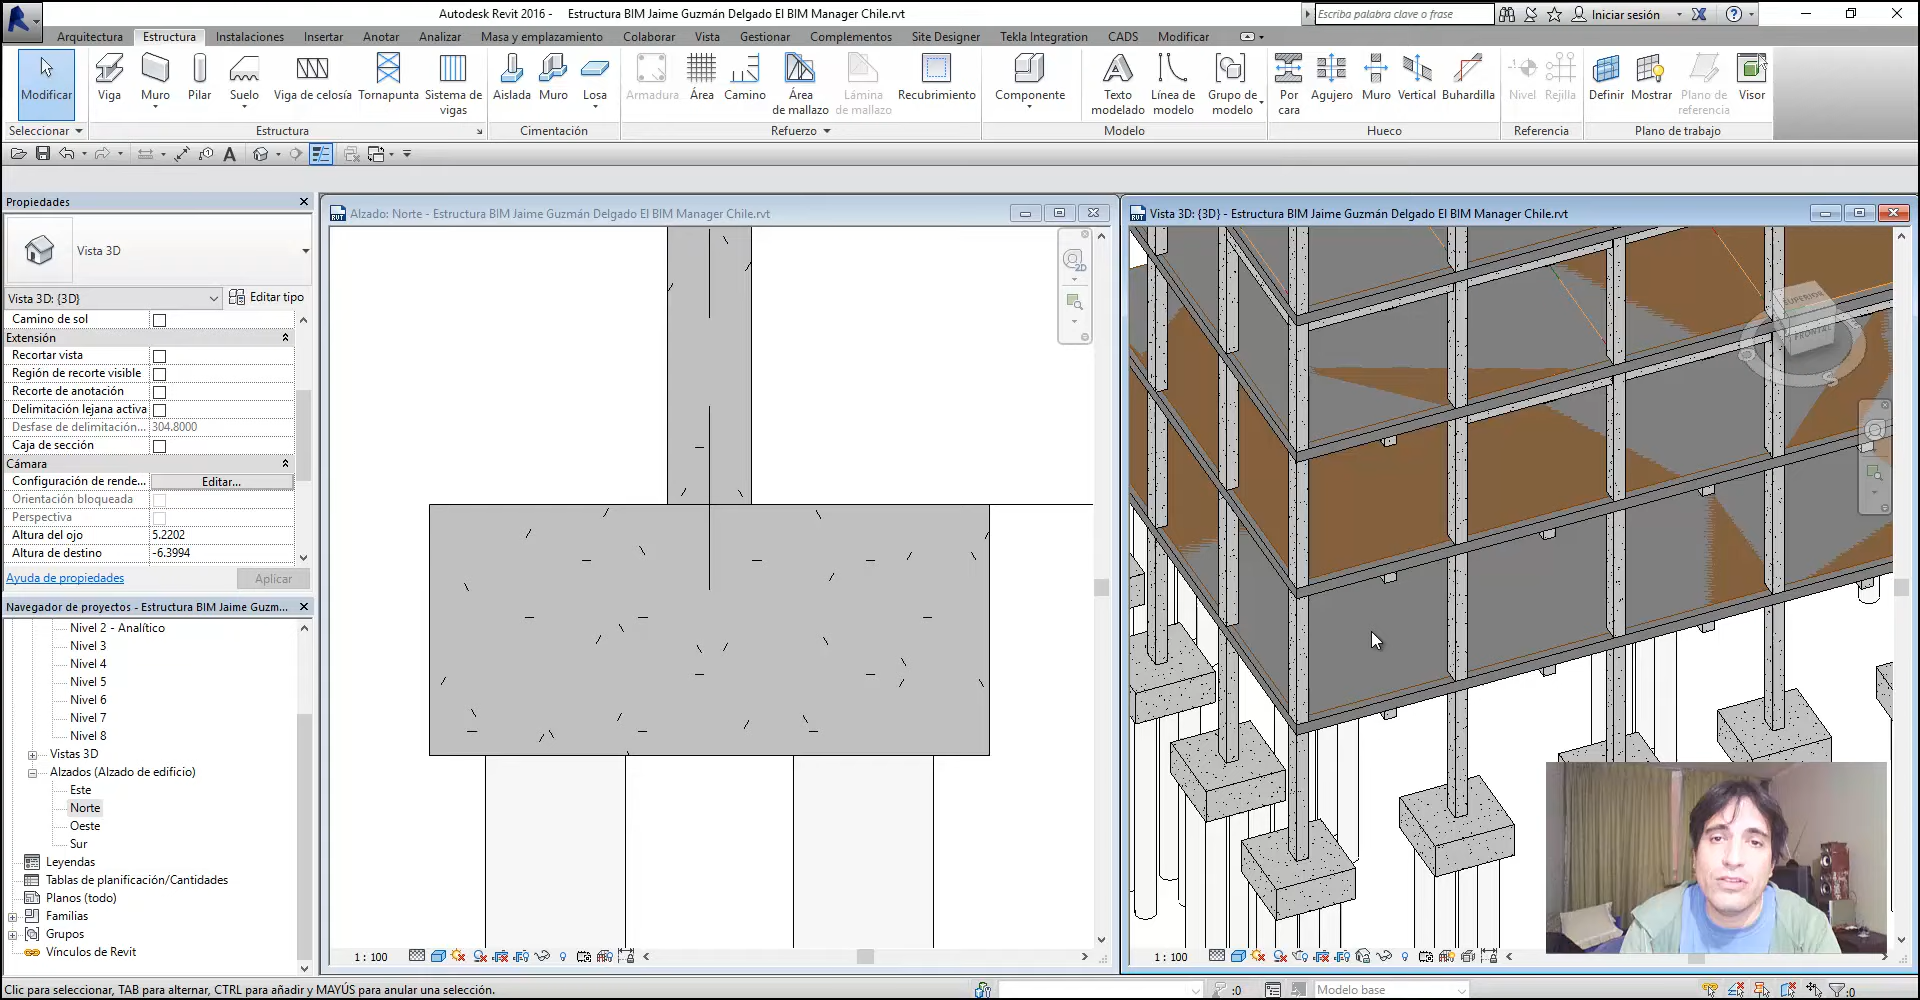 Autodesk Revit 2016 - Estructura BIM Jaime Guzmán Delgado El BIM Manager Chile.rvt
Escriba palabra clave o frase
Iniciar sesión
Arquitectura Estructura Instalaciones Insertar Anotar Analizar Masa y emplazamiento Colaborar Vista Gestionar Complementos Site Designer Tekla Integration CADS Modificar
Modificar
Viga
Muro
Pilar
Suelo
Viga de celosía
Tornapunta
Sistema de vigas
Aislada
Muro
Losa
Armadura
Área
Camino
Área de mallazo
Lámina de mallazo
Recubrimiento
Componente
Texto modelado
Línea de modelo
Grupo de modelo
Por cara
Agujero
Muro
Vertical
Buhardilla
Nivel
Rejilla
Definir
Mostrar
Plano de referencia
Visor
Seleccionar
Estructura
Cimentación
Refuerzo
Modelo
Hueco
Referencia
Plano de trabajo
Propiedades
Vista 3D
Vista 3D: {3D}
Editar tipo
Camino de sol
Extensión
Recortar vista
Región de recorte visible
Recorte de anotación
Delimitación lejana activa
Desfase de delimitación... 304.8000
Caja de sección
Cámara
Configuración de rende... Editar...
Orientación bloqueada
Perspectiva
Altura del ojo 5.2202
Altura de destino -6.3994
Ayuda de propiedades
Aplicar
Navegador de proyectos - Estructura BIM Jaime Guzm...
Nivel 2 - Analítico
Nivel 3
Nivel 4
Nivel 5
Nivel 6
Nivel 7
Nivel 8
Vistas 3D
Alzados (Alzado de edificio)
Este
Norte
Oeste
Sur
Leyendas
Tablas de planificación/Cantidades
Planos (todo)
Familias
Grupos
Vínculos de Revit
Alzado: Norte - Estructura BIM Jaime Guzmán Delgado El BIM Manager Chile.rvt
2D
1 : 100
Vista 3D: {3D} - Estructura BIM Jaime Guzmán Delgado El BIM Manager Chile.rvt
SUPERIOR
FRONTAL
S
1 : 100
Clic para seleccionar, TAB para alternar, CTRL para añadir y MAYÚS para anular una selección.
:0
Modelo base
:0